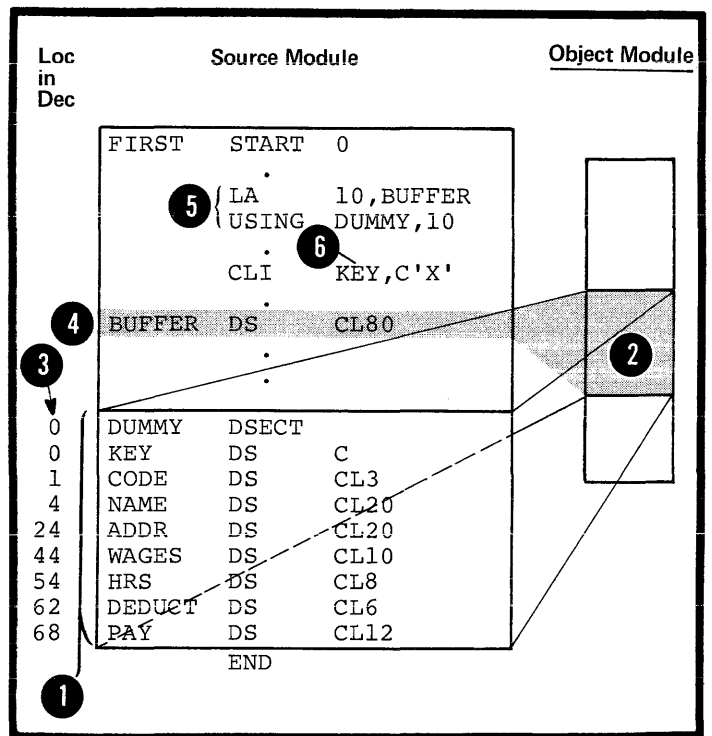 Loc in Dec
Source Module
Object Module
FIRST START 0
.
5 LA 10,BUFFER
USING DUMMY,10
. 6
CLI KEY,C'X'
.
4 BUFFER DS CL80
2
3 .
.
0 DUMMY DSECT
0 KEY DS C
1 CODE DS CL3
4 NAME DS CL20
24 ADDR DS CL20
44 WAGES DS CL10
54 HRS DS CL8
62 DEDUCT DS CL6
68 PAY DS CL12
END
1